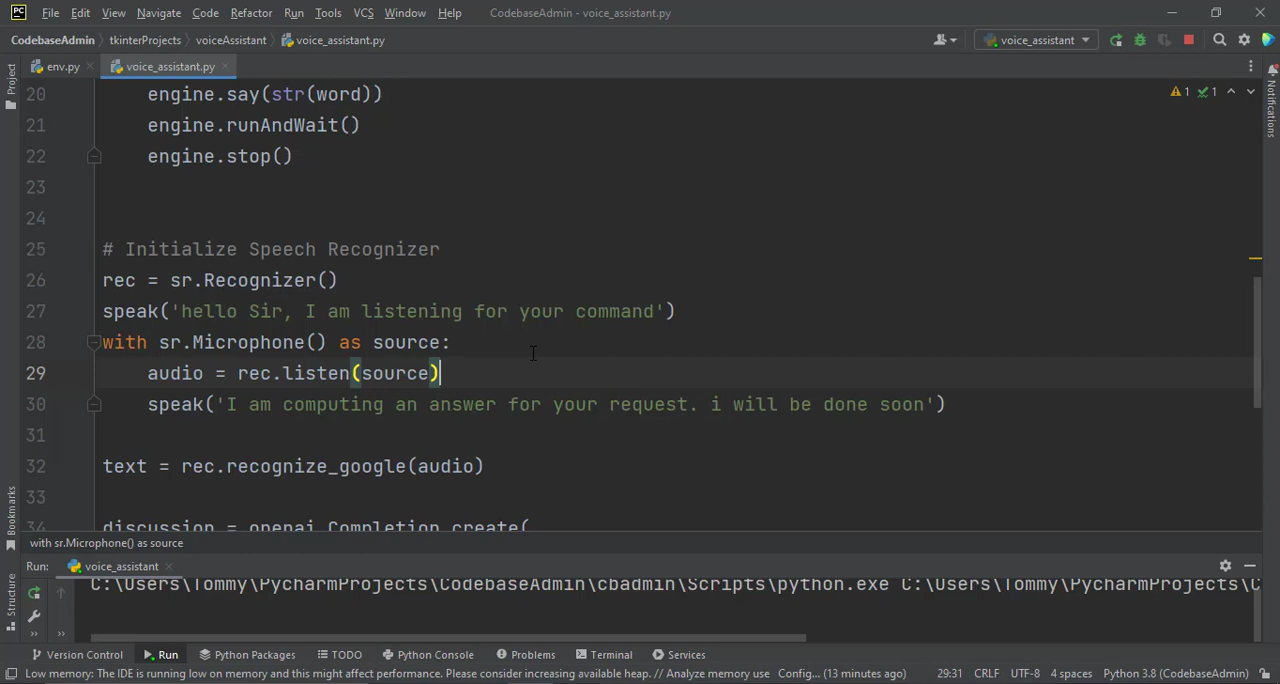 PC File Edit View Navigate Code Refactor Run Tools VCS Window Help CodebaseAdmin - voice_assistant.py
CodebaseAdmin tkinterProjects voiceAssistant voice_assistant.py voice_assistant
Project
env.py voice_assistant.py
Notifications
20 engine.say(str(word)) 1 1
21 engine.runAndWait()
22 engine.stop()
23
24
25 # Initialize Speech Recognizer
26 rec = sr.Recognizer()
27 speak('hello Sir, I am listening for your command')
28 with sr.Microphone() as source:
29 audio = rec.listen(source)
30 speak('I am computing an answer for your request. i will be done soon')
31
32 text = rec.recognize_google(audio)
33
34 discussion = openai.Completion.create(
Bookmarks
with sr.Microphone() as source
Run: voice_assistant
Structure
C:\Users\Tommy\PycharmProjects\CodebaseAdmin\cbadmin\Scripts\python.exe C:\Users\Tommy\PycharmProjects\C
Version Control Run Python Packages TODO Python Console Problems Terminal Services
Low memory: The IDE is running low on memory and this might affect performance. Please consider increasing available heap. // Analyze memory use Config... (13 minutes ago) 29:31 CRLF UTF-8 4 spaces Python 3.8 (CodebaseAdmin)